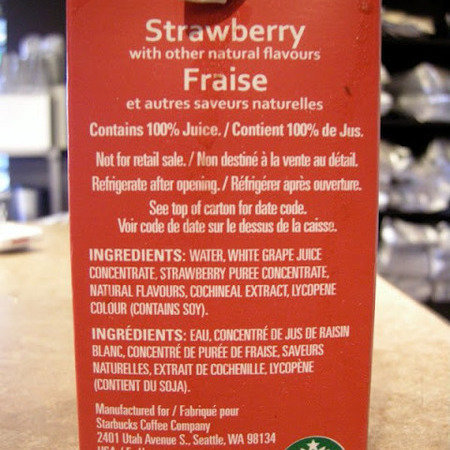 Strawberry
with other natural flavours
Fraise
et autres saveurs naturelles
Contains 100% Juice. / Contient 100% de Jus.
Not for retail sale. / Non destiné à la vente au détail.
Refrigerate after opening. / Réfrigérer après ouverture.
See top of carton for date code.
Voir code de date sur le dessus de la caisse.
INGREDIENTS: WATER, WHITE GRAPE JUICE
CONCENTRATE, STRAWBERRY PUREE CONCENTRATE,
NATURAL FLAVOURS, COCHINEAL EXTRACT, LYCOPENE
COLOUR (CONTAINS SOY).
INGRÉDIENTS: EAU, CONCENTRÉ DE JUS DE RAISIN
BLANC, CONCENTRÉ DE PURÉE DE FRAISE, SAVEURS
NATURELLES, EXTRAIT DE COCHENILLE, LYCOPÈNE
(CONTIENT DU SOJA).
Manufactured for / Fabriqué pour
Starbucks Coffee Company
2401 Utah Avenue S., Seattle, WA 98134